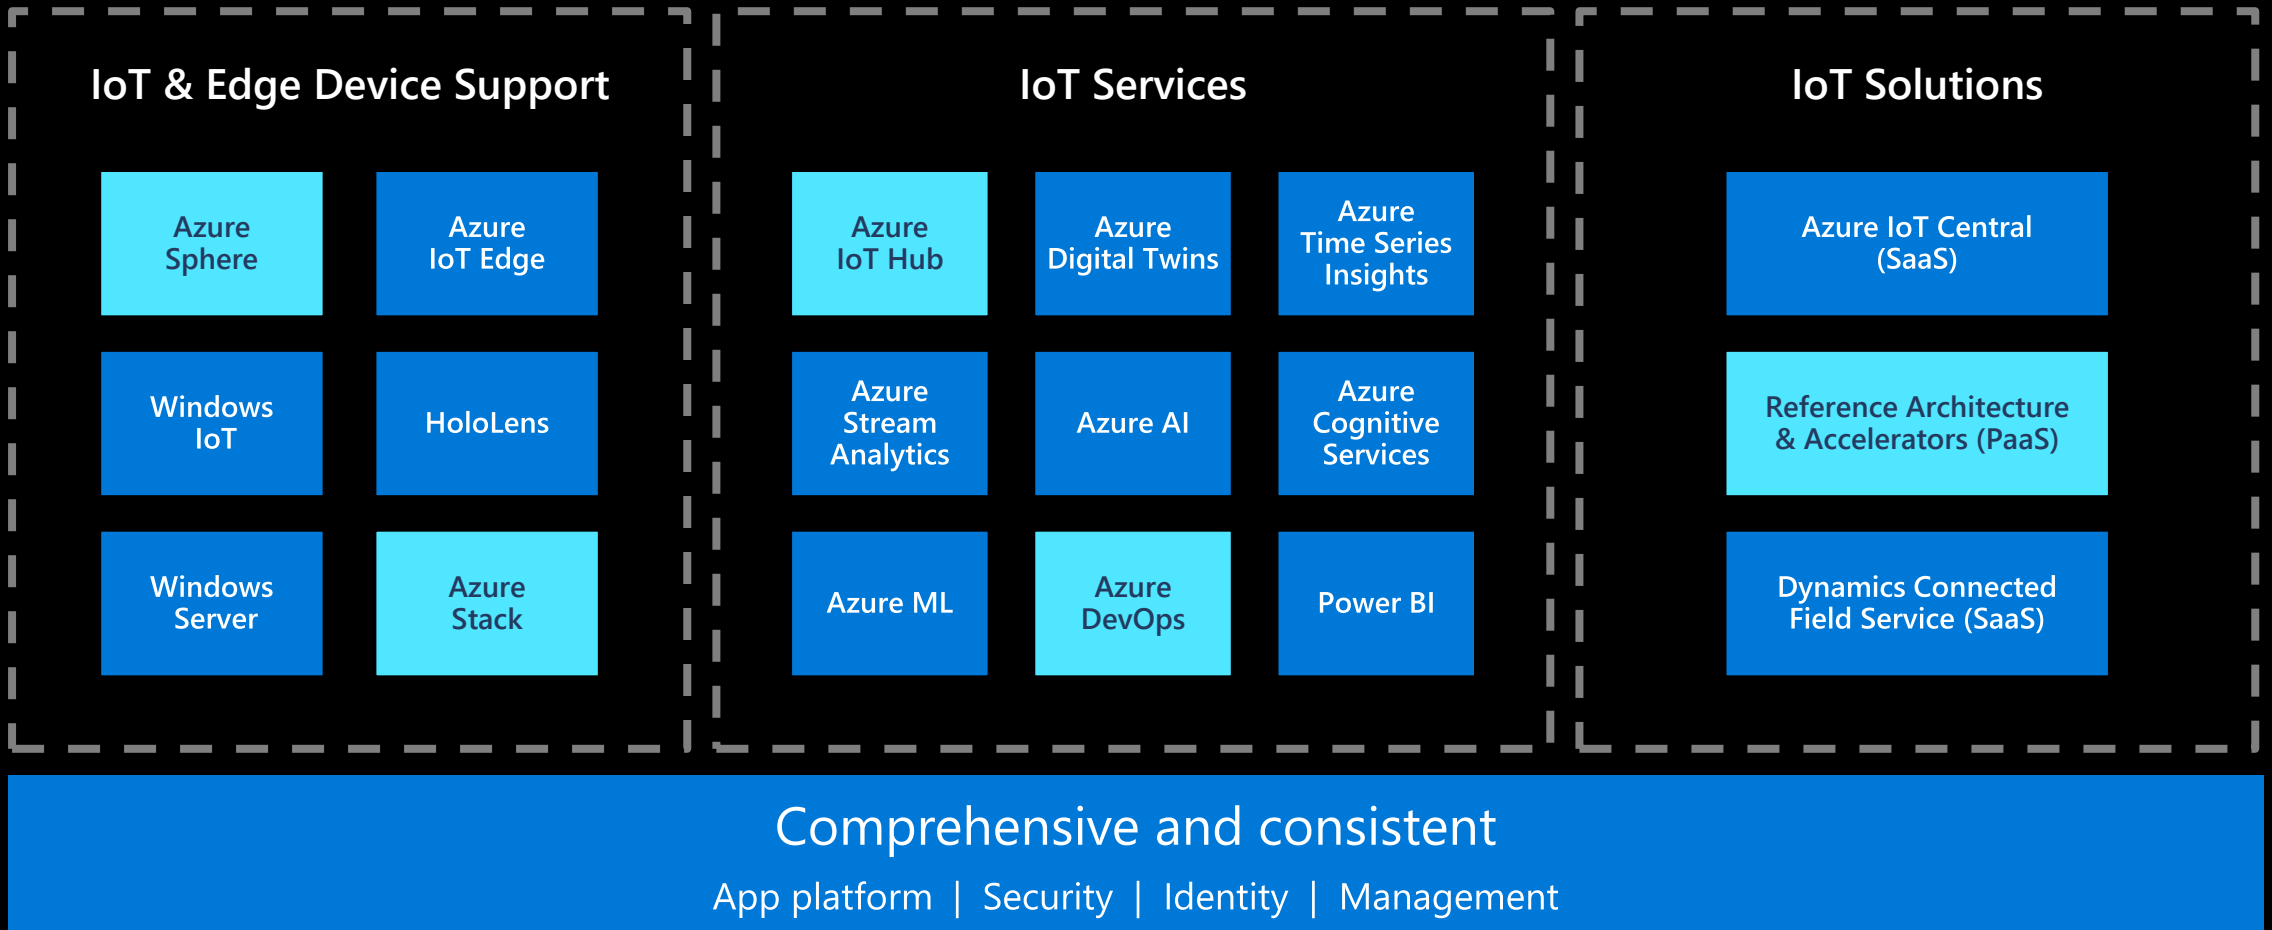 IoT & Edge Device Support
Azure
Sphere
Azure
IoT Edge
Windows
IoT
HoloLens
Windows
Server
Azure
Stack
IoT Services
Azure
IoT Hub
Azure
Digital Twins
Azure
Time Series
Insights
Azure
Stream
Analytics
Azure AI
Azure
Cognitive
Services
Azure ML
Azure
DevOps
Power BI
IoT Solutions
Azure IoT Central
(SaaS)
Reference Architecture
& Accelerators (PaaS)
Dynamics Connected
Field Service (SaaS)
Comprehensive and consistent
App platform | Security | Identity | Management